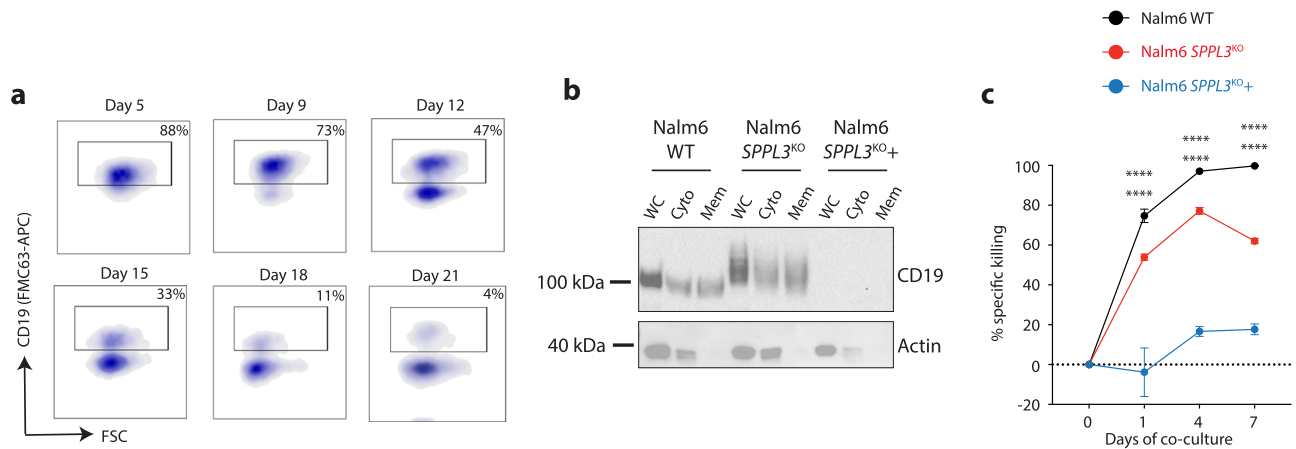 a
Day 5
Day 9
Day 12
88%
73%
47%
Day 15
Day 18
Day 21
33%
11%
4%
CD19 (FMC63-APC)
FSC
b
Nalm6 WT
Nalm6 SPPL3KO
Nalm6 SPPL3KO+
WC Cyto Mem WC Cyto Mem WC Cyto Mem
100 kDa
CD19
40 kDa
Actin
c
Nalm6 WT
Nalm6 SPPL3KO
Nalm6 SPPL3KO+
****
****
****
****
****
****
% specific killing
100
80
60
40
20
0
-20
0 1 4 7
Days of co-culture